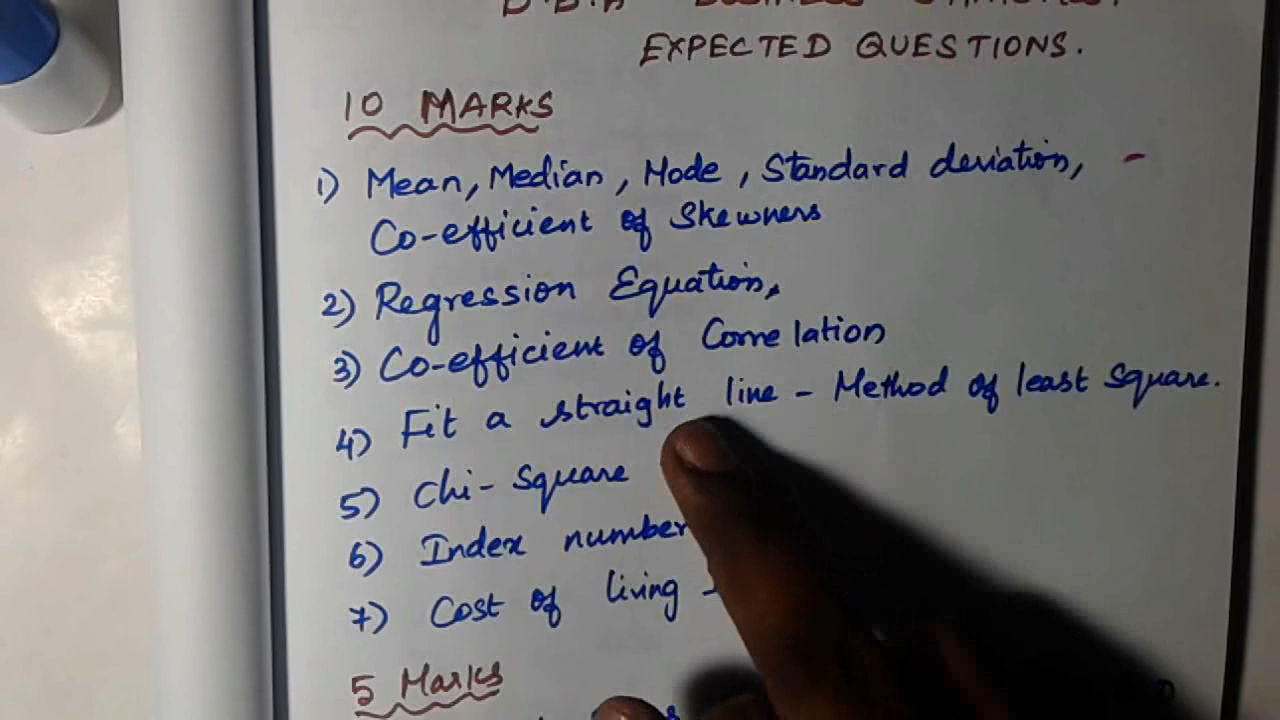 EXPECTED QUESTIONS.
10 MARKS
1) Mean, Median, Mode, Standard deviation, -
Co-efficient of Skewness
2) Regression Equation,
3) Co-efficient of Correlation
4) Fit a straight line - Method of least Square.
5) Chi-Square
6) Index number
7) Cost of living -
5 Marks